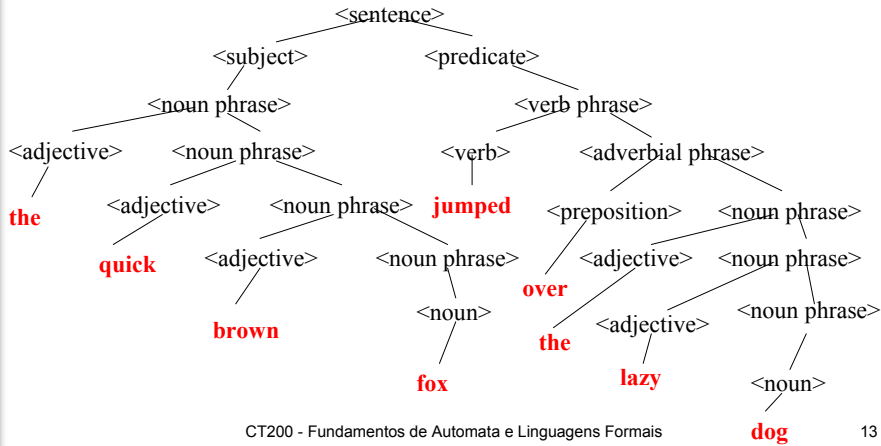 <sentence>
<subject> <predicate>
<noun phrase> <verb phrase>
<adjective> <noun phrase> <verb> <adverbial phrase>
the <adjective> <noun phrase> jumped <preposition> <noun phrase>
quick <adjective> <noun phrase> over <adjective> <noun phrase>
brown <noun> the <adjective> <noun phrase>
fox lazy <noun>
CT200 - Fundamentos de Automata e Linguagens Formais dog 13